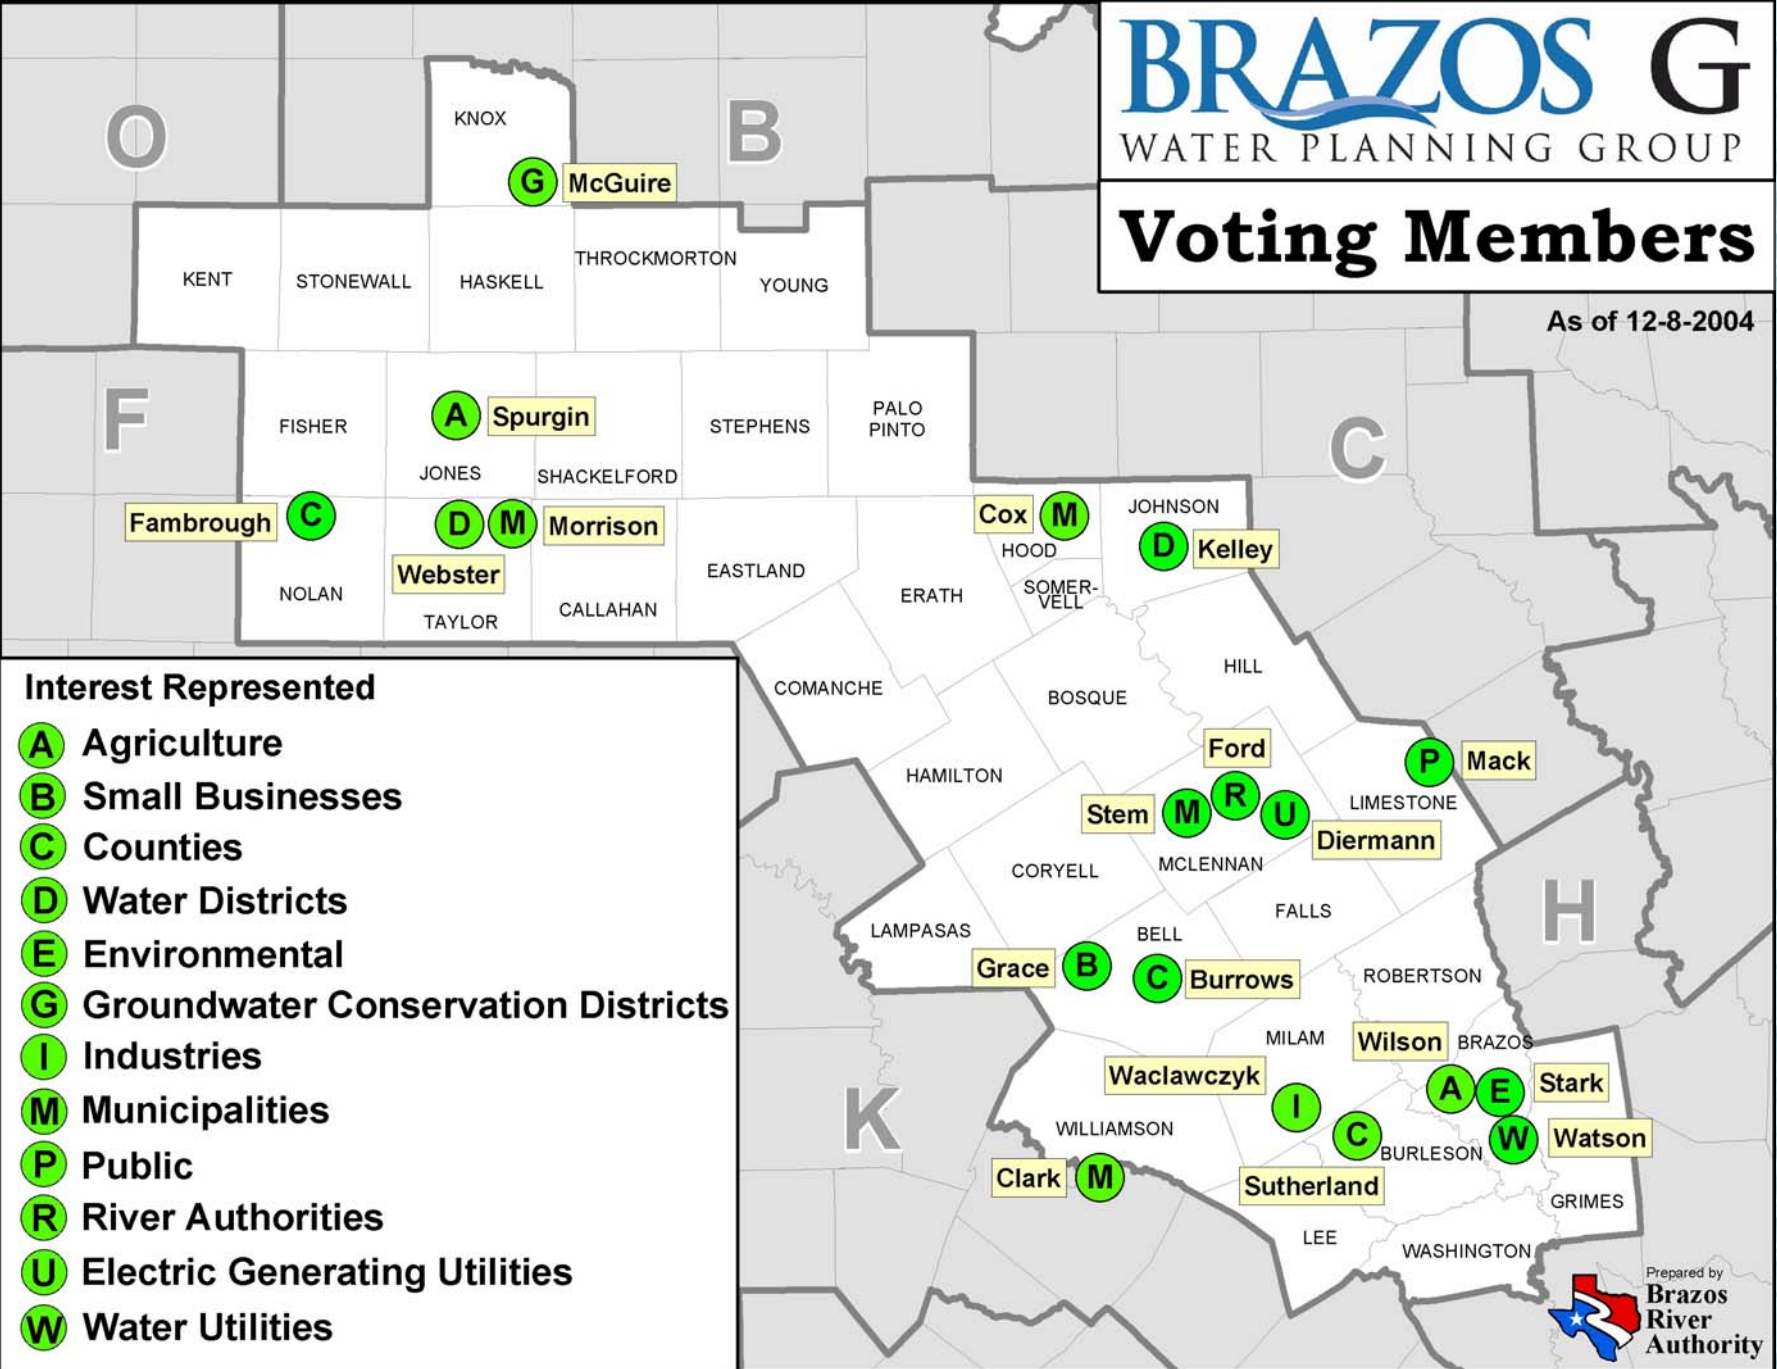 BRAZOS G
WATER PLANNING GROUP
Voting Members
As of 12-8-2004
O
B
KNOX
G McGuire
KENT
STONEWALL
HASKELL
THROCKMORTON
YOUNG
F
FISHER
A Spurgin
JONES
SHACKELFORD
STEPHENS
PALO
PINTO
C
Fambrough C
D M Morrison
Webster
NOLAN
TAYLOR
CALLAHAN
EASTLAND
ERATH
Cox M
HOOD
JOHNSON
D Kelley
SOMER-
VELL
COMANCHE
BOSQUE
HILL
HAMILTON
Ford
Stem M R U
Diermann
P Mack
LIMESTONE
MCLENNAN
CORYELL
FALLS
H
LAMPASAS
BELL
Grace B
C Burrows
ROBERTSON
MILAM
Wilson
BRAZOS
Waclawczyk
I
A E Stark
K
WILLIAMSON
C
BURLESON
W Watson
Clark M
Sutherland
GRIMES
LEE
WASHINGTON
Interest Represented
A Agriculture
B Small Businesses
C Counties
D Water Districts
E Environmental
G Groundwater Conservation Districts
I Industries
M Municipalities
P Public
R River Authorities
U Electric Generating Utilities
W Water Utilities
Prepared by
Brazos
River
Authority